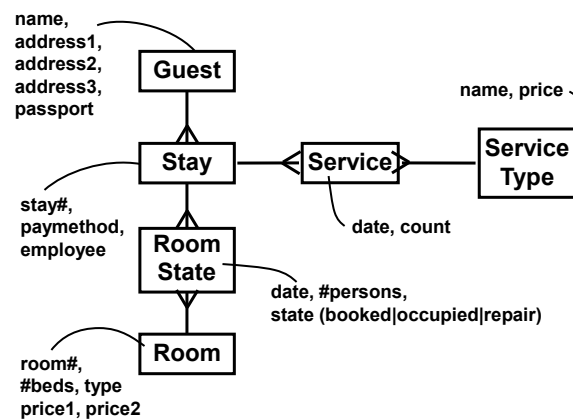 name,
address1,
address2,
address3,
passport
Guest
name, price
Stay
Service
Service
Type
stay#,
paymethod,
employee
date, count
Room
State
date, #persons,
state (booked|occupied|repair)
Room
room#,
#beds, type
price1, price2